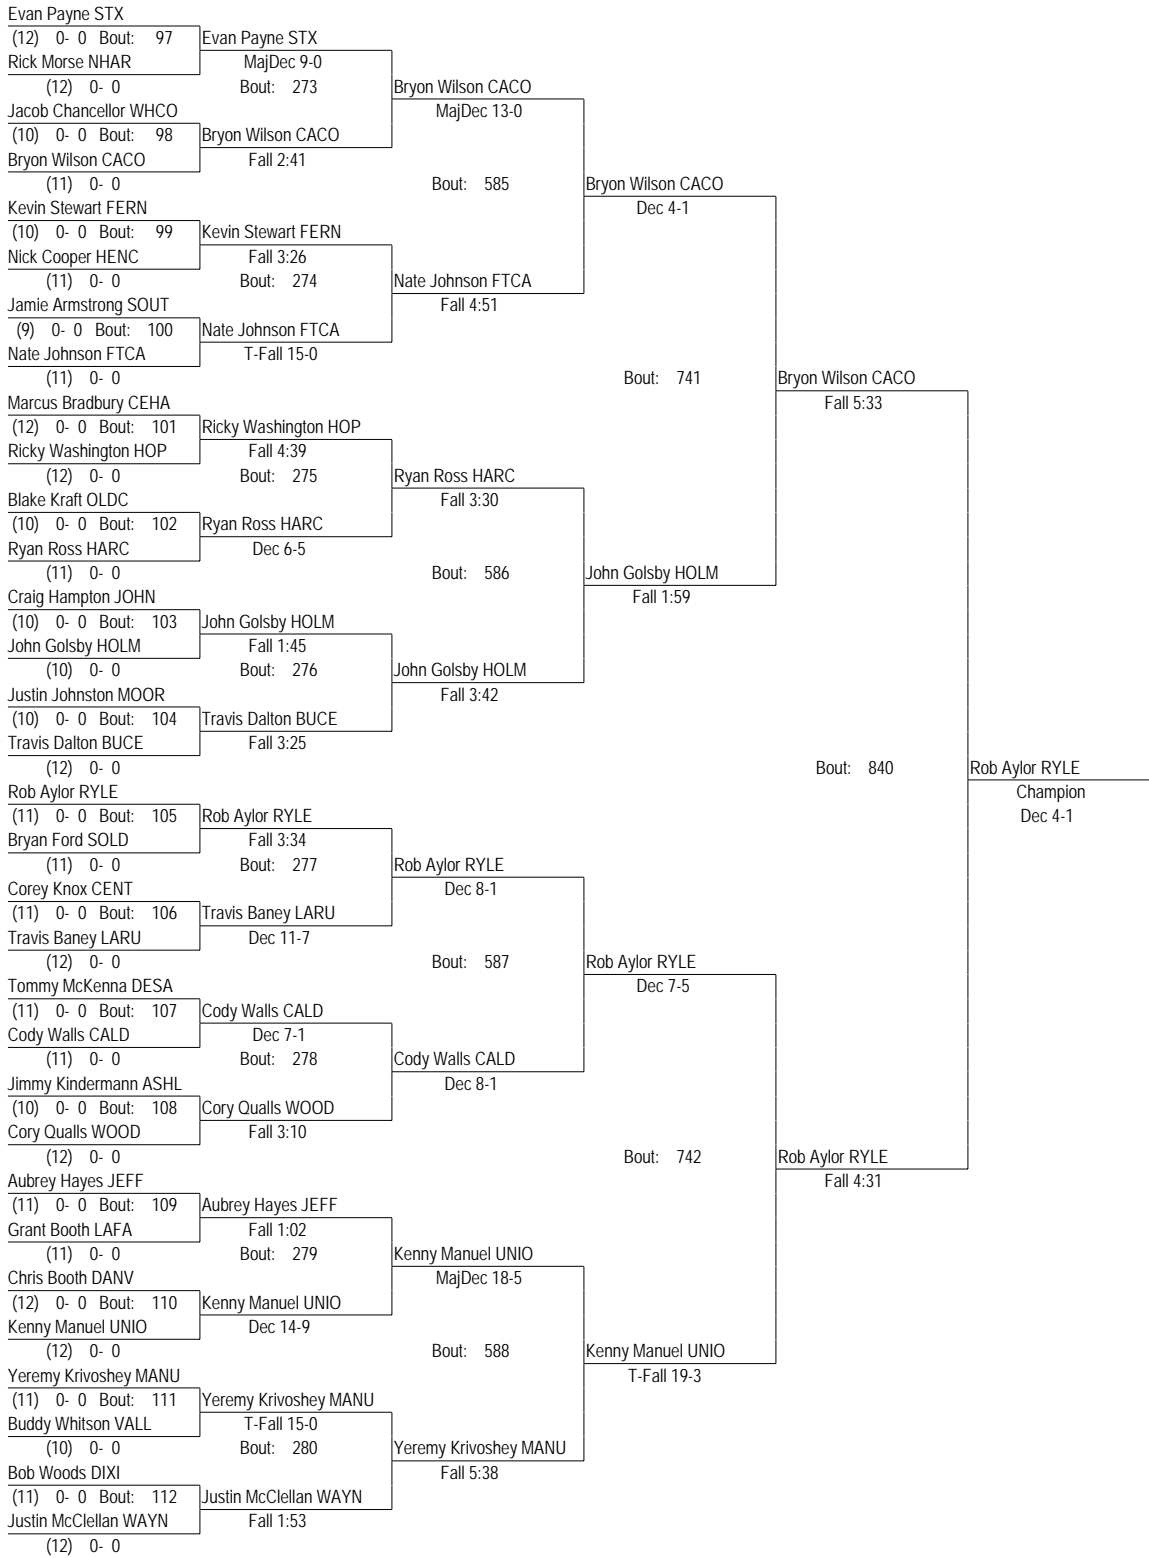 Evan Payne STX
(12) 0- 0 Bout: 97 Evan Payne STX
Rick Morse NHAR MajDec 9-0
(12) 0- 0 Bout: 273 Bryon Wilson CACO
Jacob Chancellor WHCO MajDec 13-0
(10) 0- 0 Bout: 98 Bryon Wilson CACO
Bryon Wilson CACO Fall 2:41
(11) 0- 0 Bout: 585 Bryon Wilson CACO
Kevin Stewart FERN Dec 4-1
(10) 0- 0 Bout: 99 Kevin Stewart FERN
Nick Cooper HENC Fall 3:26
(11) 0- 0 Bout: 274 Nate Johnson FTCA
Jamie Armstrong SOUT Fall 4:51
(9) 0- 0 Bout: 100 Nate Johnson FTCA
Nate Johnson FTCA T-Fall 15-0
(11) 0- 0 Bout: 741 Bryon Wilson CACO
Marcus Bradbury CEHA Fall 5:33
(12) 0- 0 Bout: 101 Ricky Washington HOP
Ricky Washington HOP Fall 4:39
(12) 0- 0 Bout: 275 Ryan Ross HARC
Blake Kraft OLDC Fall 3:30
(10) 0- 0 Bout: 102 Ryan Ross HARC
Ryan Ross HARC Dec 6-5
(11) 0- 0 Bout: 586 John Golsby HOLM
Craig Hampton JOHN Fall 1:59
(10) 0- 0 Bout: 103 John Golsby HOLM
John Golsby HOLM Fall 1:45
(10) 0- 0 Bout: 276 John Golsby HOLM
Justin Johnston MOOR Fall 3:42
(10) 0- 0 Bout: 104 Travis Dalton BUCE
Travis Dalton BUCE Fall 3:25
(12) 0- 0 Bout: 840 Rob Aylor RYLE
Rob Aylor RYLE Champion
(11) 0- 0 Bout: 105 Rob Aylor RYLE Dec 4-1
Bryan Ford SOLD Fall 3:34
(11) 0- 0 Bout: 277 Rob Aylor RYLE
Corey Knox CENT Dec 8-1
(11) 0- 0 Bout: 106 Travis Baney LARU
Travis Baney LARU Dec 11-7
(12) 0- 0 Bout: 587 Rob Aylor RYLE
Tommy McKenna DESA Dec 7-5
(11) 0- 0 Bout: 107 Cody Walls CALD
Cody Walls CALD Dec 7-1
(11) 0- 0 Bout: 278 Cody Walls CALD
Jimmy Kindermann ASHL Dec 8-1
(10) 0- 0 Bout: 108 Cory Qualls WOOD
Cory Qualls WOOD Fall 3:10
(12) 0- 0 Bout: 742 Rob Aylor RYLE
Aubrey Hayes JEFF Fall 4:31
(11) 0- 0 Bout: 109 Aubrey Hayes JEFF
Grant Booth LAFA Fall 1:02
(11) 0- 0 Bout: 279 Kenny Manuel UNIO
Chris Booth DANV MajDec 18-5
(12) 0- 0 Bout: 110 Kenny Manuel UNIO
Kenny Manuel UNIO Dec 14-9
(12) 0- 0 Bout: 588 Kenny Manuel UNIO
Yeremy Krivoshey MANU T-Fall 19-3
(11) 0- 0 Bout: 111 Yeremy Krivoshey MANU
Buddy Whitson VALL T-Fall 15-0
(10) 0- 0 Bout: 280 Yeremy Krivoshey MANU
Bob Woods DIXI Fall 5:38
(11) 0- 0 Bout: 112 Justin McClellan WAYN
Justin McClellan WAYN Fall 1:53
(12) 0- 0